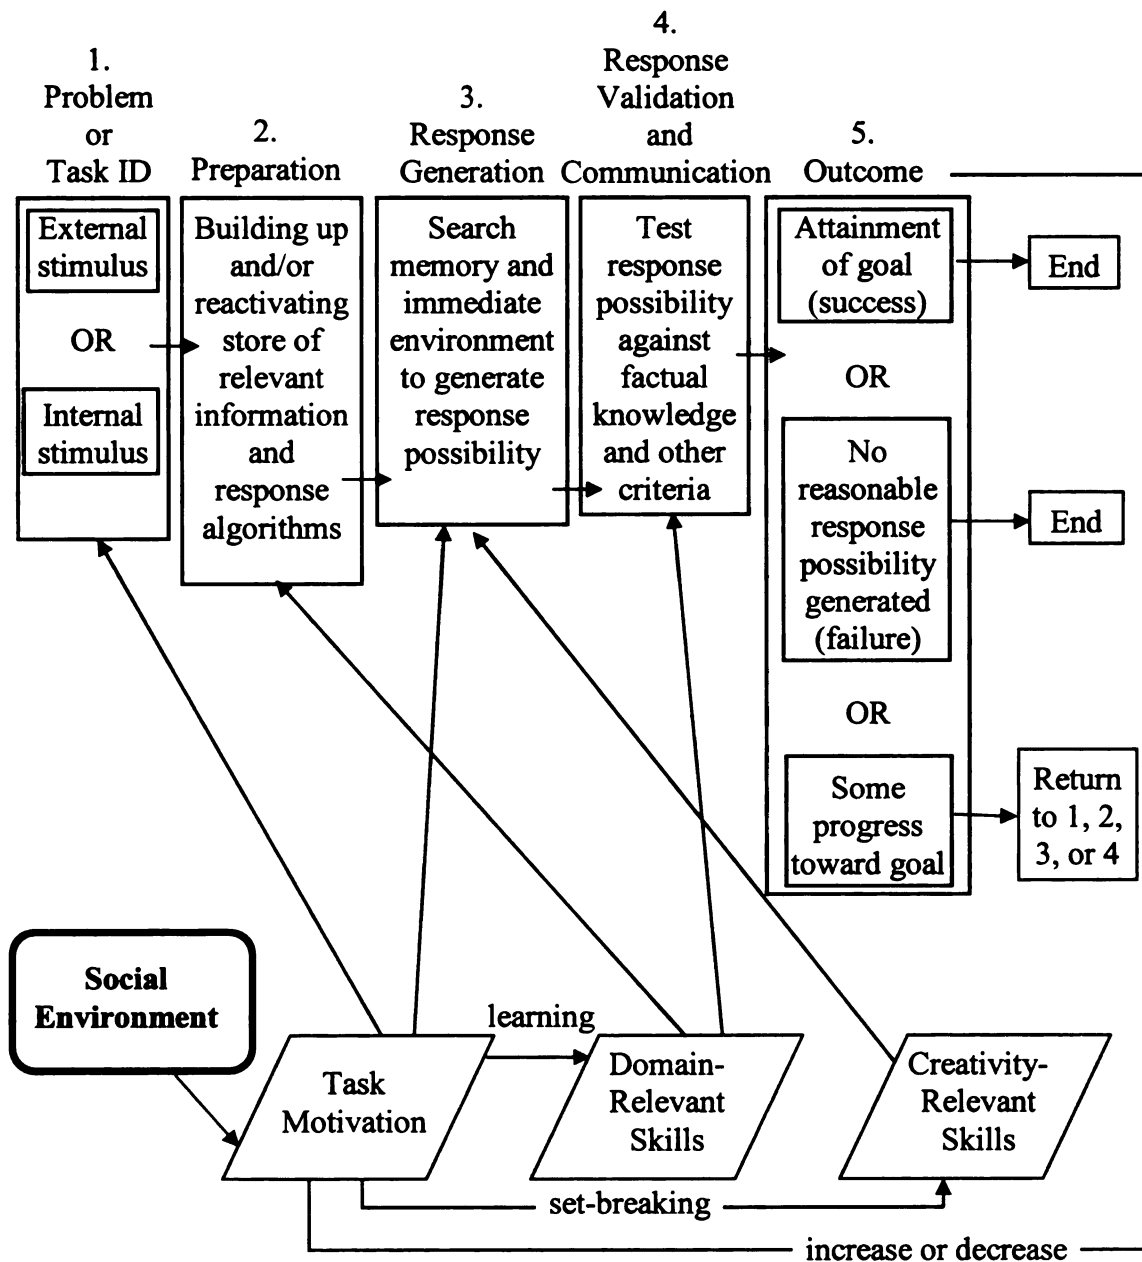 1.
Problem
or
Task ID
External
stimulus
OR
Internal
stimulus
2.
Preparation
Building up
and/or
reactivating
store of
relevant
information
and
response
algorithms
3.
Response
Generation
Search
memory and
immediate
environment
to generate
response
possibility
4.
Response
Validation
and
Communication
Test
response
possibility
against
factual
knowledge
and other
criteria
5.
Outcome
Attainment
of goal
(success)
End
OR
No
reasonable
response
possibility
generated
(failure)
End
OR
Some
progress
toward goal
Return
to 1, 2,
3, or 4
Social
Environment
Task
Motivation
learning
Domain-
Relevant
Skills
Creativity-
Relevant
Skills
set-breaking
increase or decrease